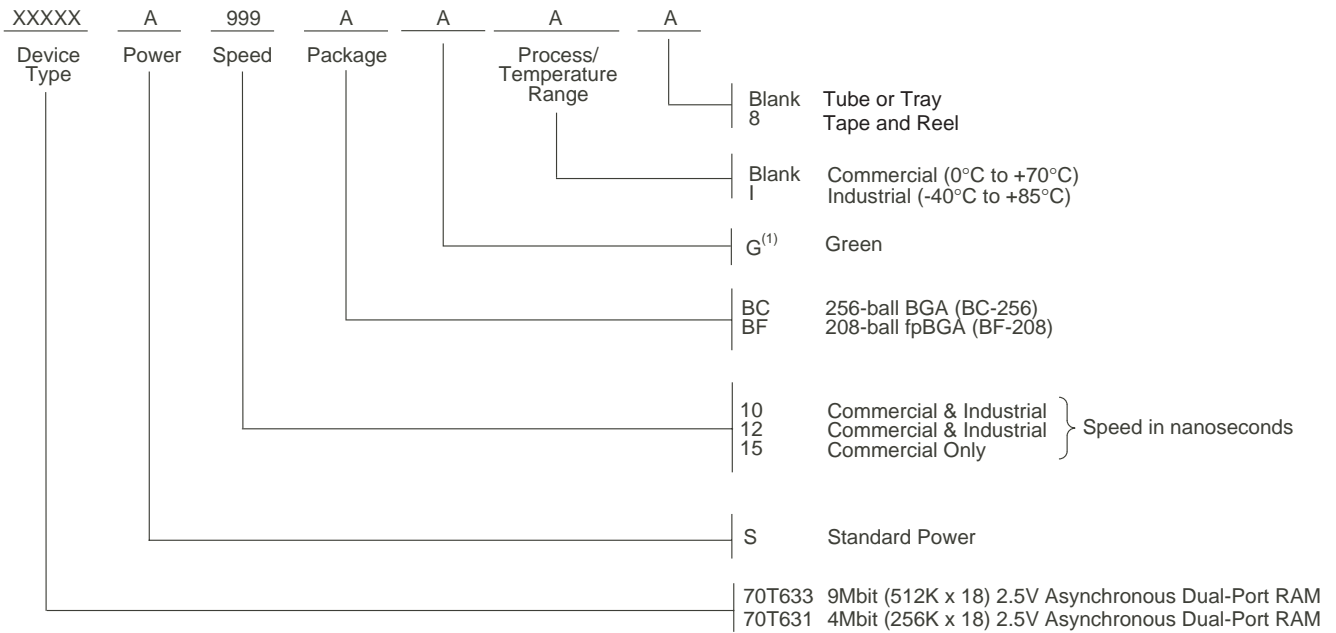 XXXXX A 999 A A A A
Device Type
Power
Speed
Package
Process/
Temperature
Range
Blank Tube or Tray
8 Tape and Reel
Blank Commercial (0°C to +70°C)
I Industrial (-40°C to +85°C)
G(1) Green
BC 256-ball BGA (BC-256)
BF 208-ball fpBGA (BF-208)
10 Commercial & Industrial
12 Commercial & Industrial
15 Commercial Only
Speed in nanoseconds
S Standard Power
70T633 9Mbit (512K x 18) 2.5V Asynchronous Dual-Port RAM
70T631 4Mbit (256K x 18) 2.5V Asynchronous Dual-Port RAM